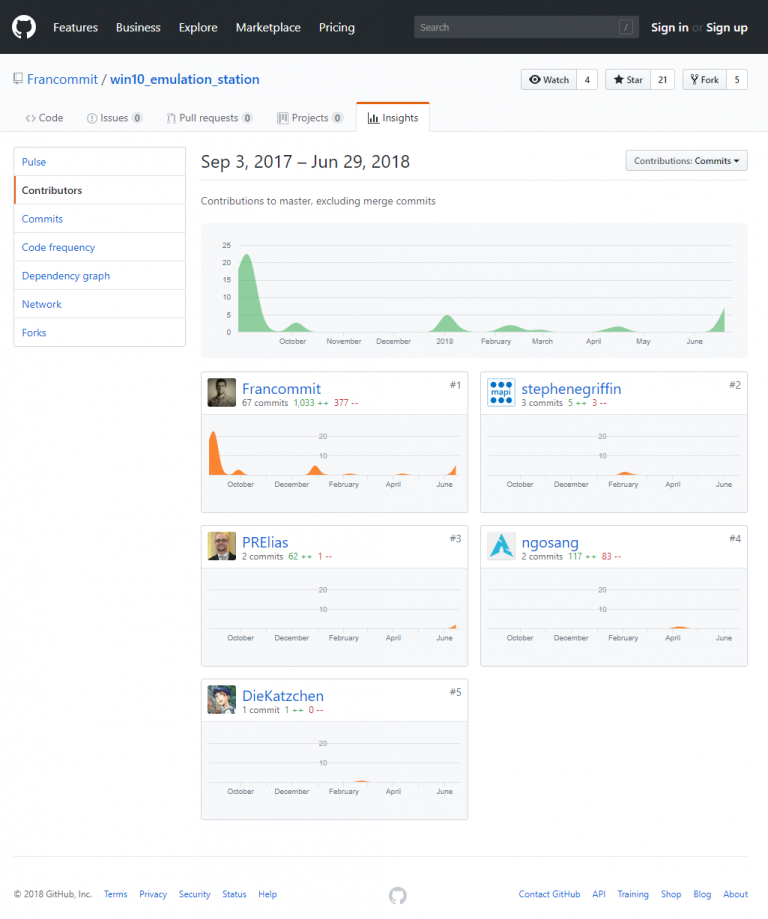 Features Business Explore Marketplace Pricing Search / Sign in or Sign up
Francommit / win10_emulation_station Watch 4 Star 21 Fork 5
Code Issues 0 Pull requests 0 Projects 0 Insights
Pulse
Contributors
Commits
Code frequency
Dependency graph
Network
Forks
Sep 3, 2017 – Jun 29, 2018 Contributions: Commits
Contributions to master, excluding merge commits
25
20
15
10
5
0
October November December 2018 February March April May June
Francommit #1
67 commits 1,033 ++ 377 --
20
10
October December February April June
mapi
stephenegriffin #2
3 commits 5 ++ 3 --
20
10
October December February April June
PRElias #3
2 commits 62 ++ 1 --
20
10
October December February April June
ngosang #4
2 commits 117 ++ 83 --
20
10
October December February April June
DieKatzchen #5
1 commit 1 ++ 0 --
20
10
October December February April June
© 2018 GitHub, Inc. Terms Privacy Security Status Help Contact GitHub API Training Shop Blog About